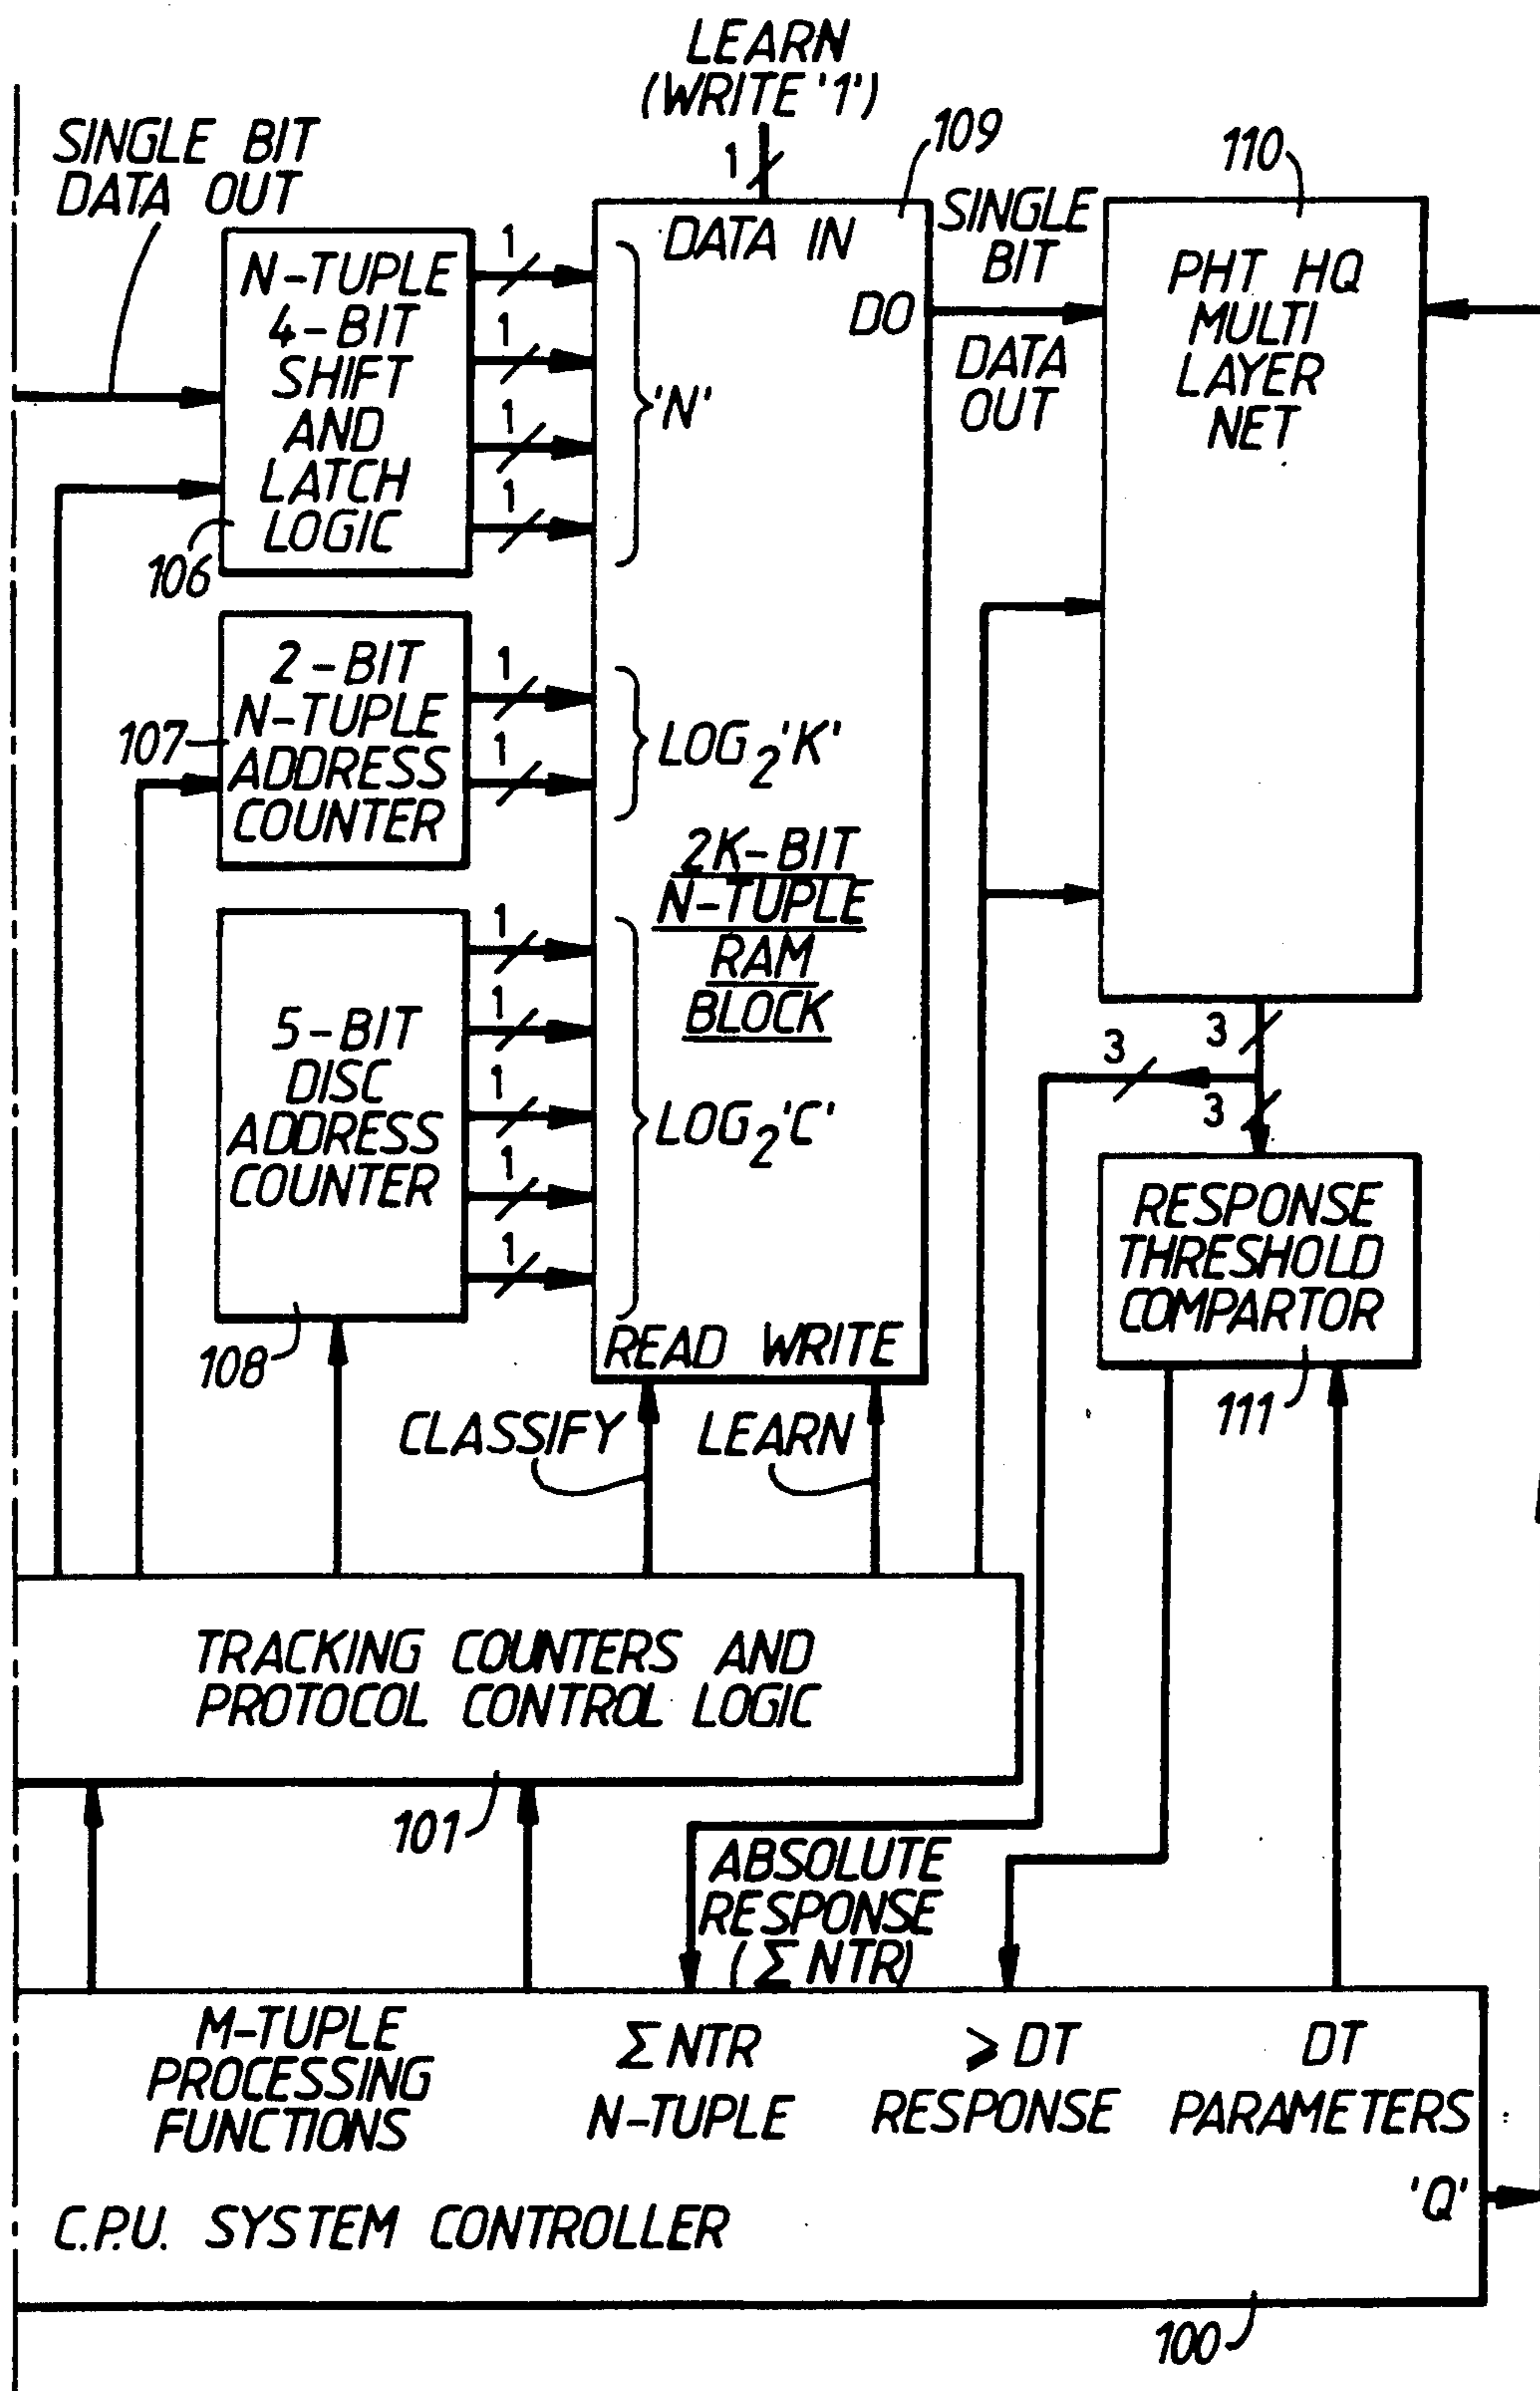 LEARN
(WRITE '1')
1
109
SINGLE BIT
DATA OUT
110
N-TUPLE
4-BIT
SHIFT
AND
LATCH
LOGIC
106
1
1
1
1
DATA IN
DO
'N'
SINGLE
BIT
DATA
OUT
PHT HQ
MULTI
LAYER
NET
2-BIT
N-TUPLE
ADDRESS
COUNTER
107
1
1
LOG2'K'
2K-BIT
N-TUPLE
RAM
BLOCK
5-BIT
DISC
ADDRESS
COUNTER
108
1
1
1
1
1
LOG2'C'
READ WRITE
3
3
3
RESPONSE
THRESHOLD
COMPARTOR
111
CLASSIFY
LEARN
TRACKING COUNTERS AND
PROTOCOL CONTROL LOGIC
101
ABSOLUTE
RESPONSE
(Σ NTR)
M-TUPLE
PROCESSING
FUNCTIONS
Σ NTR
N-TUPLE
⩾ DT
RESPONSE
DT
PARAMETERS
'Q'
C.P.U. SYSTEM CONTROLLER
100